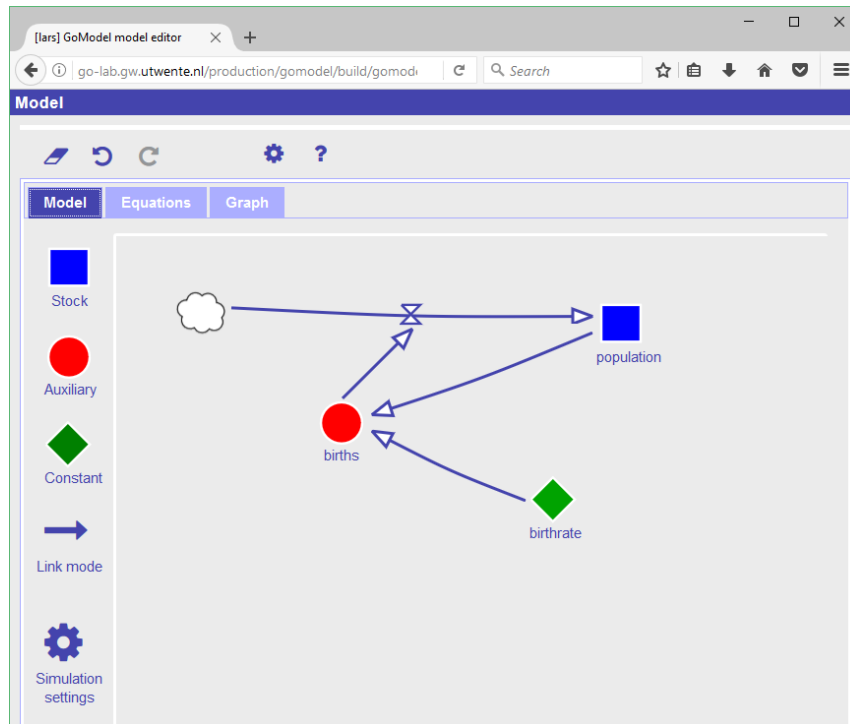 [lars] GoModel model editor
go-lab.gw.utwente.nl/production/gomodel/build/gomode
Search
Model
?
Model Equations Graph
Stock
Auxiliary
Constant
Link mode
Simulation
settings
population
births
birthrate